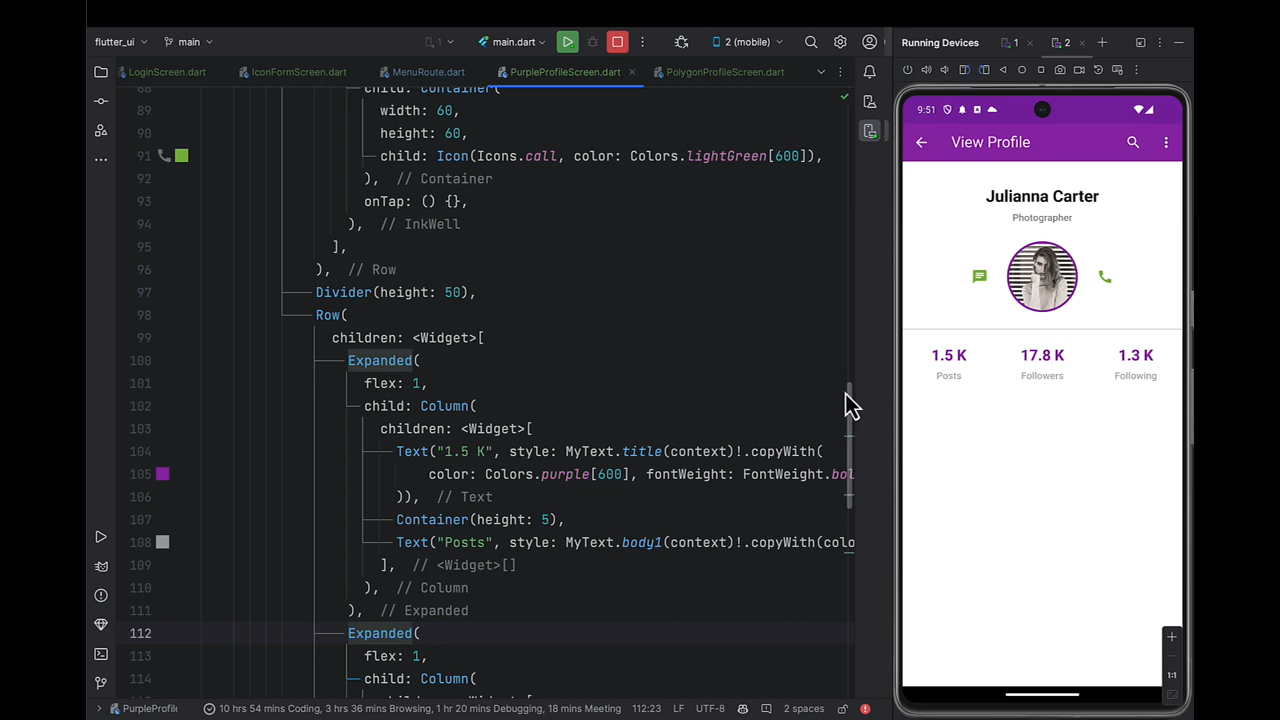 flutter_ui main 1 main.dart 2 (mobile) Running Devices 1 2
LoginScreen.dart IconFormScreen.dart MenuRoute.dart PurpleProfileScreen.dart PolygonProfileScreen.dart
88 child: Container(
89 width: 60,
90 height: 60,
91 child: Icon(Icons.call, color: Colors.lightGreen[600]),
92 ), // Container
93 onTap: () {},
94 ), // InkWell
95 ],
96 ), // Row
97 Divider(height: 50),
98 Row(
99 children: <Widget>[
100 Expanded(
101 flex: 1,
102 child: Column(
103 children: <Widget>[
104 Text("1.5 K", style: MyText.title(context)!.copyWith(
105 color: Colors.purple[600], fontWeight: FontWeight.bol
106 )), // Text
107 Container(height: 5),
108 Text("Posts", style: MyText.body1(context)!.copyWith(colo
109 ], // <Widget>[]
110 ), // Column
111 ), // Expanded
112 Expanded(
113 flex: 1,
114 child: Column(
PurpleProfil 10 hrs 54 mins Coding, 3 hrs 36 mins Browsing, 1 hr 20 mins Debugging, 18 mins Meeting 112:23 LF UTF-8 2 spaces
9:51
View Profile
Julianna Carter
Photographer
1.5 K 17.8 K 1.3 K
Posts Followers Following
1:1